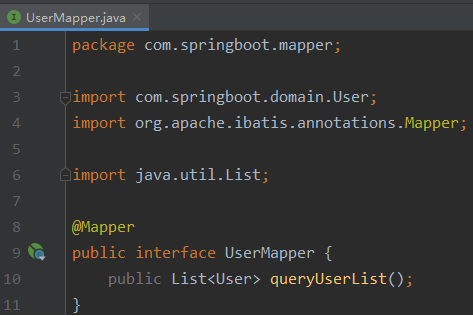 UserMapper.java
1 package com.springboot.mapper;
2
3 import com.springboot.domain.User;
4 import org.apache.ibatis.annotations.Mapper;
5
6 import java.util.List;
7
8 @Mapper
9 public interface UserMapper {
10     public List<User> queryUserList();
11 }